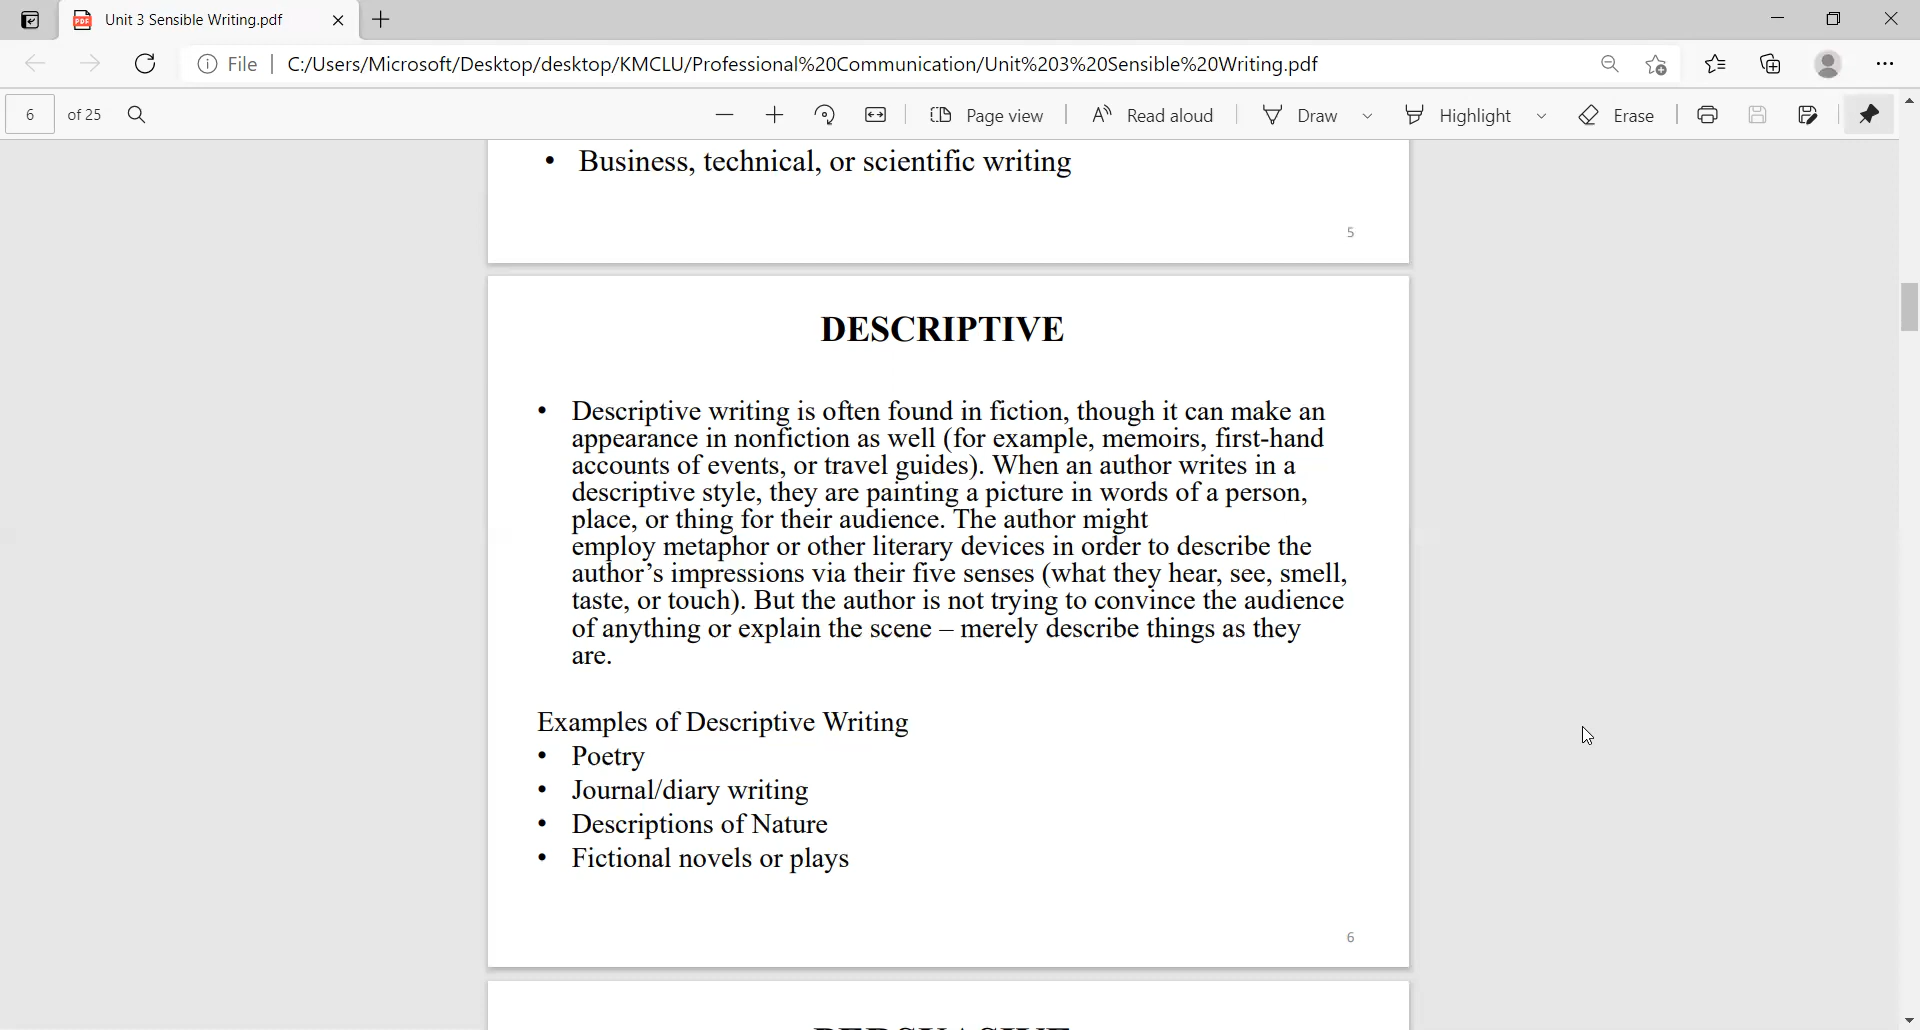 Unit 3 Sensible Writing.pdf
File
C:/Users/Microsoft/Desktop/desktop/KMCLU/Professional%20Communication/Unit%203%20Sensible%20Writing.pdf
6 of 25
Page view
Read aloud
Draw
Highlight
Erase
• Business, technical, or scientific writing
5
DESCRIPTIVE
• Descriptive writing is often found in fiction, though it can make an
appearance in nonfiction as well (for example, memoirs, first-hand
accounts of events, or travel guides). When an author writes in a
descriptive style, they are painting a picture in words of a person,
place, or thing for their audience. The author might
employ metaphor or other literary devices in order to describe the
author's impressions via their five senses (what they hear, see, smell,
taste, or touch). But the author is not trying to convince the audience
of anything or explain the scene – merely describe things as they
are.
Examples of Descriptive Writing
• Poetry
• Journal/diary writing
• Descriptions of Nature
• Fictional novels or plays
6